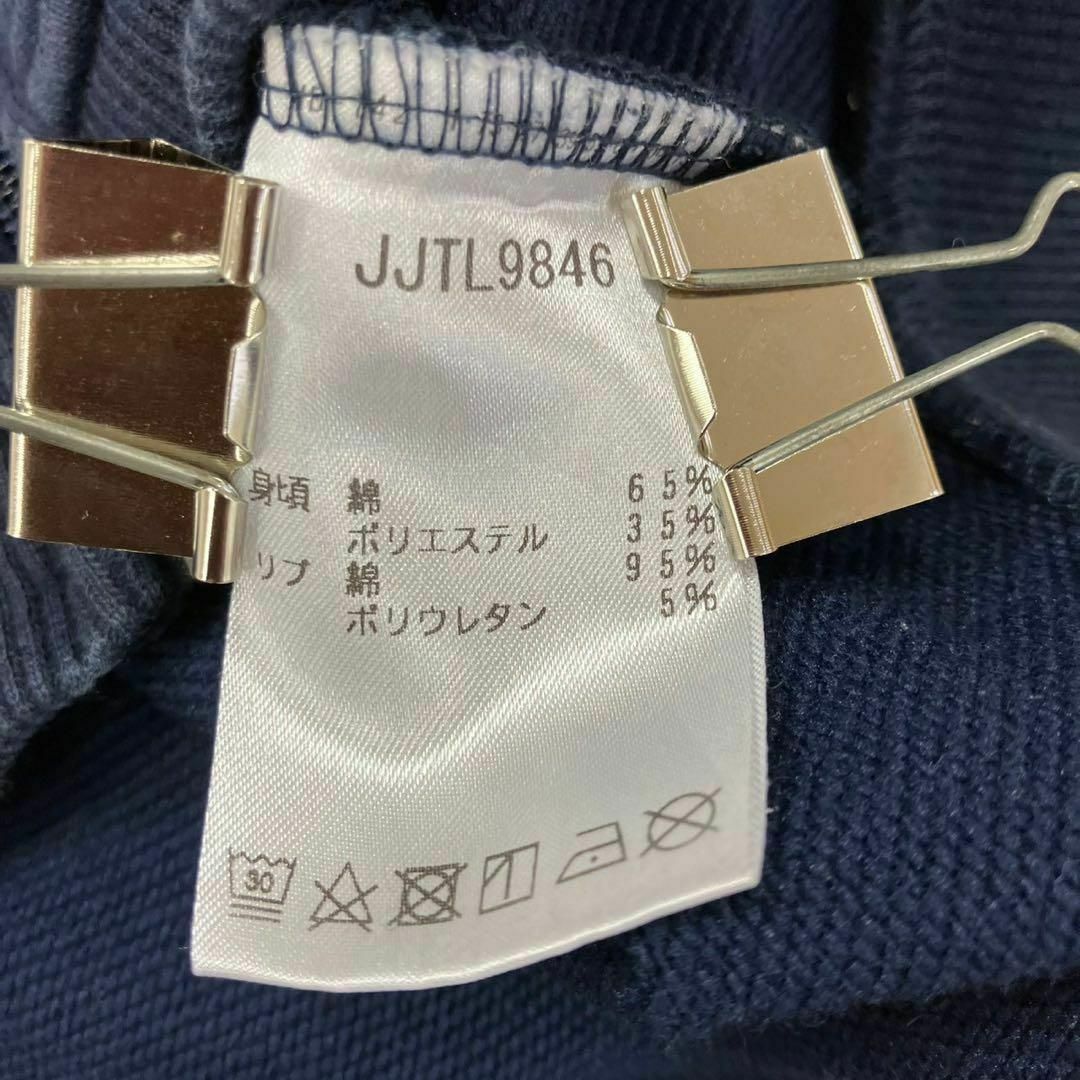 JJTL9846
身頃 綿 65%
ポリエステル 35%
リブ 綿 95%
ポリウレタン 5%
30